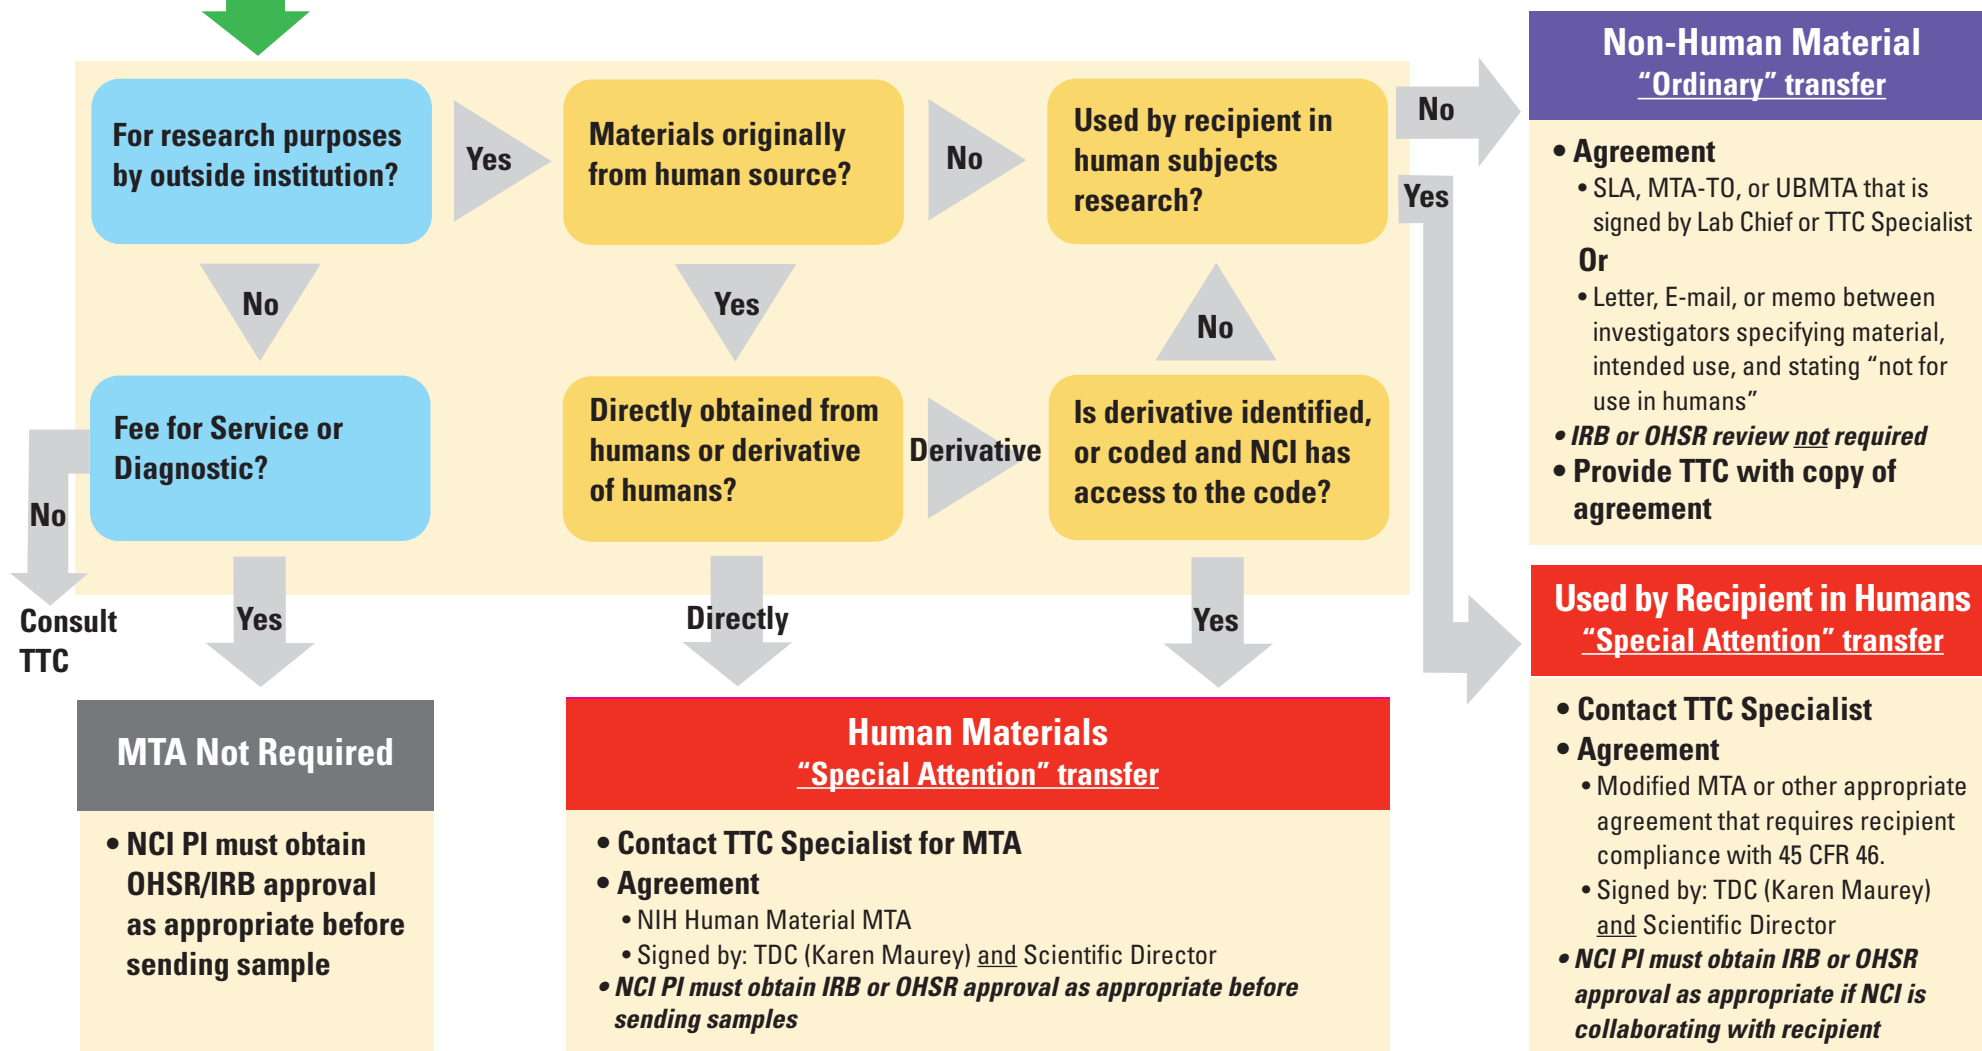 For research purposes
by outside institution?
Yes
Materials originally
from human source?
No
Used by recipient in
human subjects
research?
No
Yes
No
Yes
No
Fee for Service or
Diagnostic?
Directly obtained from
humans or derivative
of humans?
Derivative
Is derivative identified,
or coded and NCI has
access to the code?
No
Consult
TTC
Yes
Directly
Yes
MTA Not Required
• NCI PI must obtain
OHSR/IRB approval
as appropriate before
sending sample
Human Materials
“Special Attention” transfer
• Contact TTC Specialist for MTA
• Agreement
• NIH Human Material MTA
• Signed by: TDC (Karen Maurey) and Scientific Director
• NCI PI must obtain IRB or OHSR approval as appropriate before
sending samples
Non-Human Material
“Ordinary” transfer
• Agreement
• SLA, MTA-TO, or UBMTA that is
signed by Lab Chief or TTC Specialist
Or
• Letter, E-mail, or memo between
investigators specifying material,
intended use, and stating “not for
use in humans”
• IRB or OHSR review not required
• Provide TTC with copy of
agreement
Used by Recipient in Humans
“Special Attention” transfer
• Contact TTC Specialist
• Agreement
• Modified MTA or other appropriate
agreement that requires recipient
compliance with 45 CFR 46.
• Signed by: TDC (Karen Maurey)
and Scientific Director
• NCI PI must obtain IRB or OHSR
approval as appropriate if NCI is
collaborating with recipient